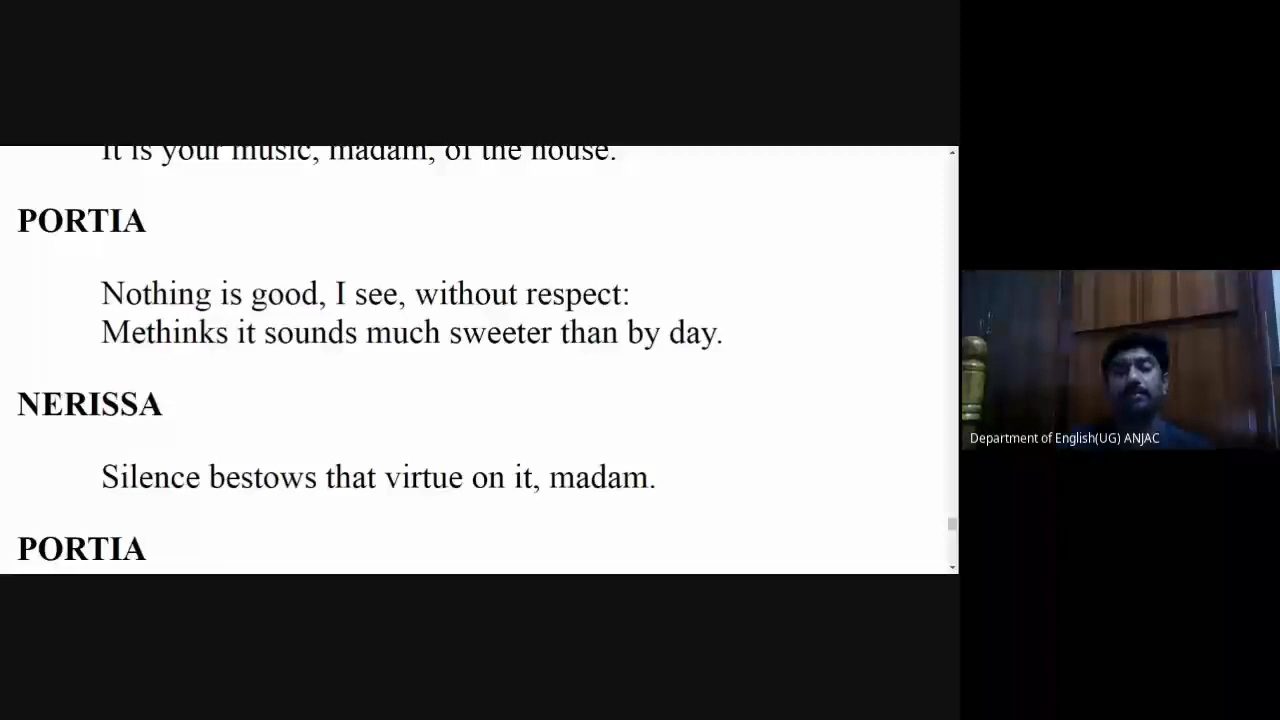 It is your music, madam, of the house.
PORTIA
Nothing is good, I see, without respect:
Methinks it sounds much sweeter than by day.
NERISSA
Silence bestows that virtue on it, madam.
PORTIA
Department of English(UG) ANJAC